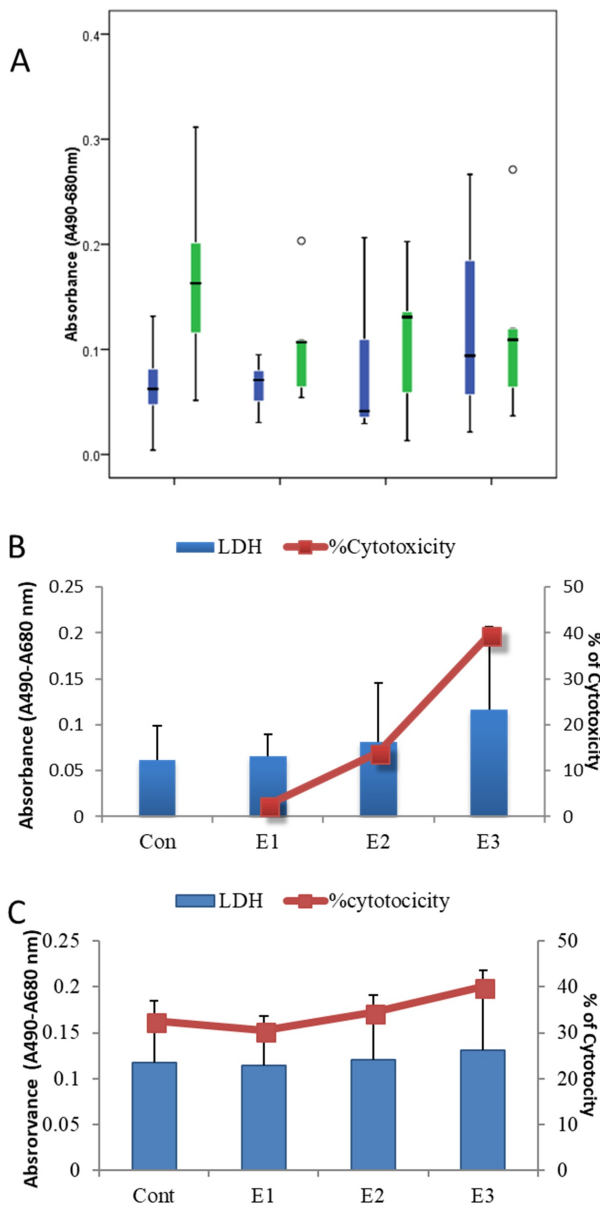 A
Absorbance (A490-680nm)
0.4
0.3
0.2
0.1
0.0
B
LDH %Cytotoxicity
Absorbance (A490-A680 nm)
0.25
0.2
0.15
0.1
0.05
0
50
40
30
20
10
0
% of Cytotoxicity
Con E1 E2 E3
C
LDH %cytotocicity
Absrorvance (A490-A680 nm)
0.25
0.2
0.15
0.1
0.05
0
50
40
30
20
10
0
% of Cytotocity
Cont E1 E2 E3